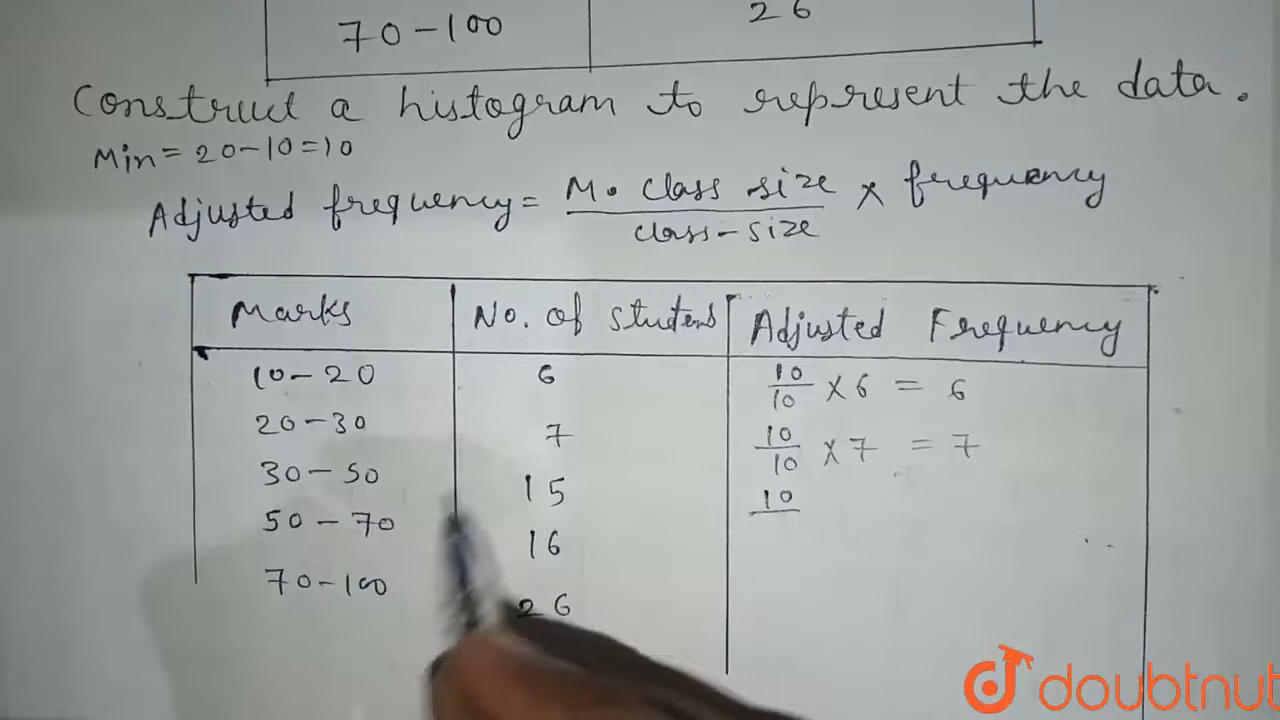 70-100 26
Construct a histogram to represent the data.
Min = 20-10=10
Adjusted frequency = M. class size / class-size × frequency
Marks No. of students Adjusted Frequency
10-20 6 10/10 × 6 = 6
20-30 7 10/10 × 7 = 7
30-50 15 10
50-70 16
70-100 26
doubtnut